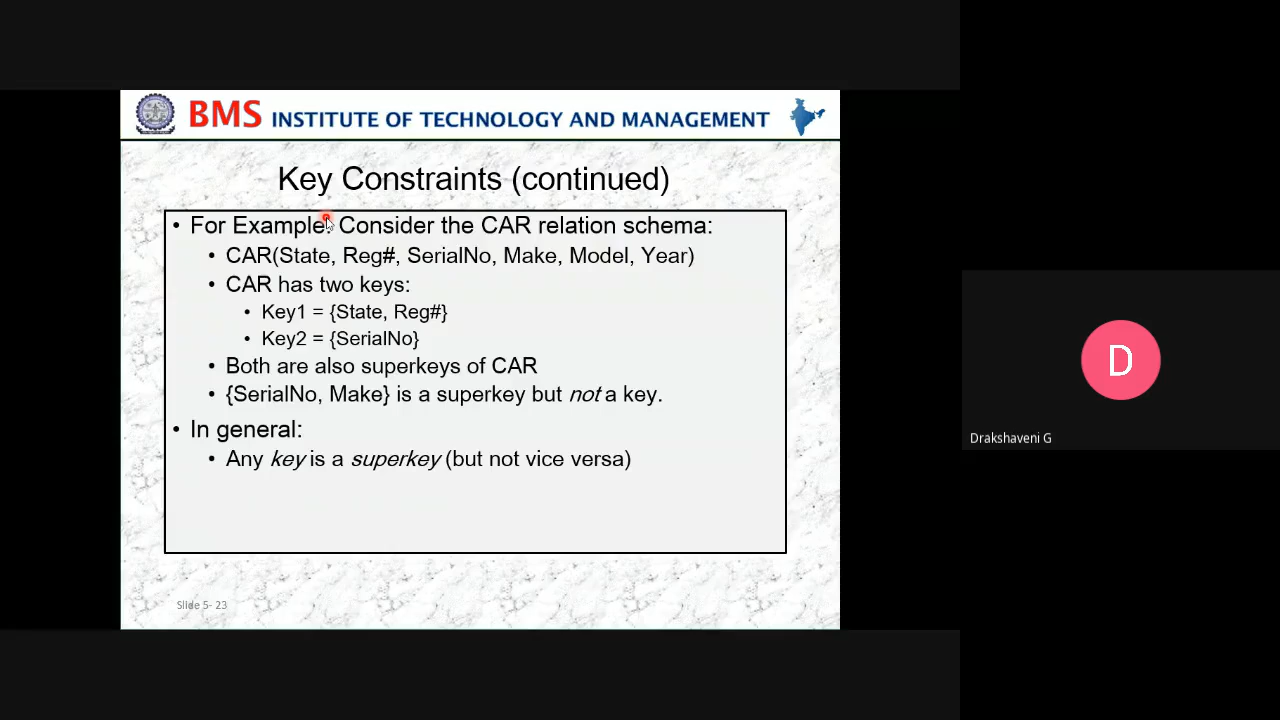 BMS INSTITUTE OF TECHNOLOGY AND MANAGEMENT
Key Constraints (continued)
• For Example: Consider the CAR relation schema:
• CAR(State, Reg#, SerialNo, Make, Model, Year)
• CAR has two keys:
• Key1 = {State, Reg#}
• Key2 = {SerialNo}
• Both are also superkeys of CAR
• {SerialNo, Make} is a superkey but not a key.
• In general:
• Any key is a superkey (but not vice versa)
Slide 5- 23
D
Drakshaveni G